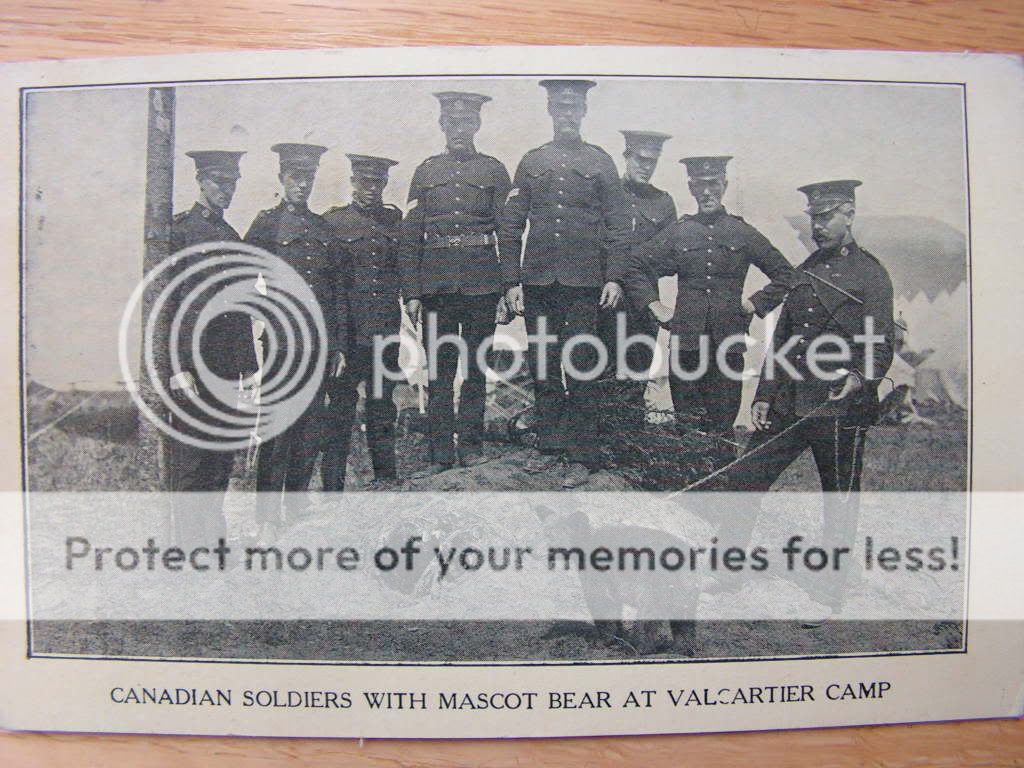 photobucket
Protect more of your memories for less!
CANADIAN SOLDIERS WITH MASCOT BEAR AT VALCARTIER CAMP